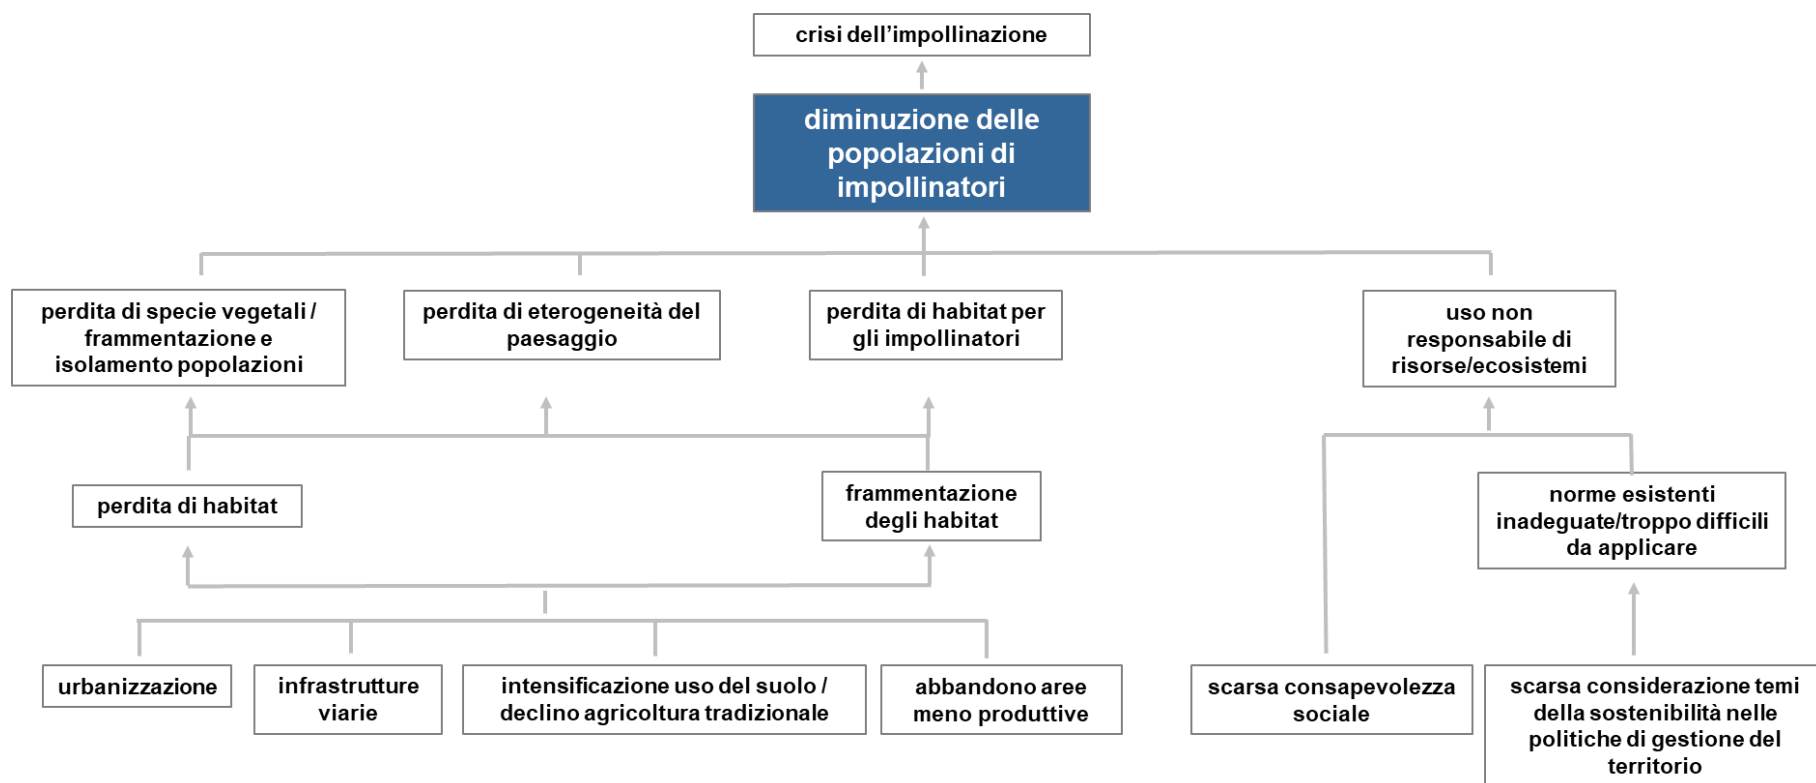 crisi dell’impollinazione
diminuzione delle
popolazioni di
impollinatori
perdita di specie vegetali /
frammentazione e
isolamento popolazioni
perdita di eterogeneità del
paesaggio
perdita di habitat per
gli impollinatori
uso non
responsabile di
risorse/ecosistemi
perdita di habitat
frammentazione
degli habitat
norme esistenti
inadeguate/troppo difficili
da applicare
urbanizzazione
infrastrutture
viarie
intensificazione uso del suolo /
declino agricoltura tradizionale
abbandono aree
meno produttive
scarsa consapevolezza
sociale
scarsa considerazione temi
della sostenibilità nelle
politiche di gestione del
territorio